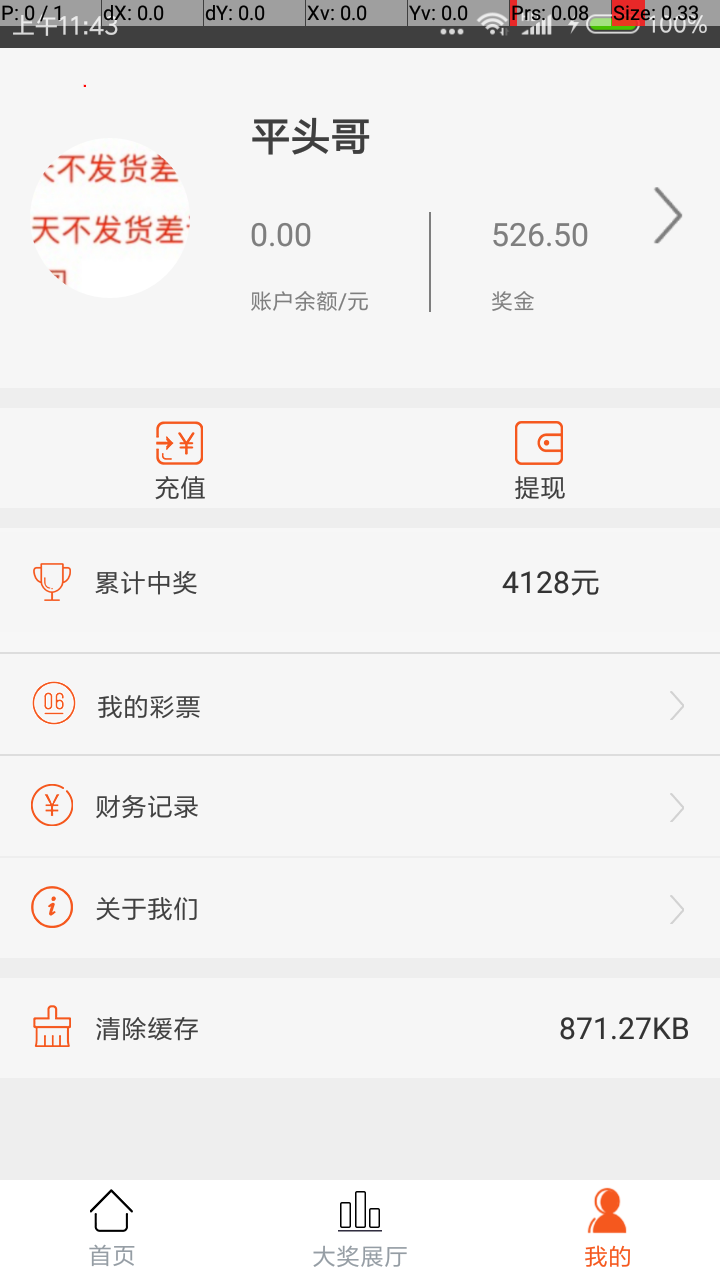 P: 0 / 1 dX: 0.0 dY: 0.0 Xv: 0.0 Yv: 0.0 Prs: 0.08 Size: 0.33
上午11:43 100%
平头哥
不发货差
天不发货差
0.00 526.50
账户余额/元 奖金
充值 提现
累计中奖 4128元
06 我的彩票
财务记录
关于我们
清除缓存 871.27KB
首页 大奖展厅 我的